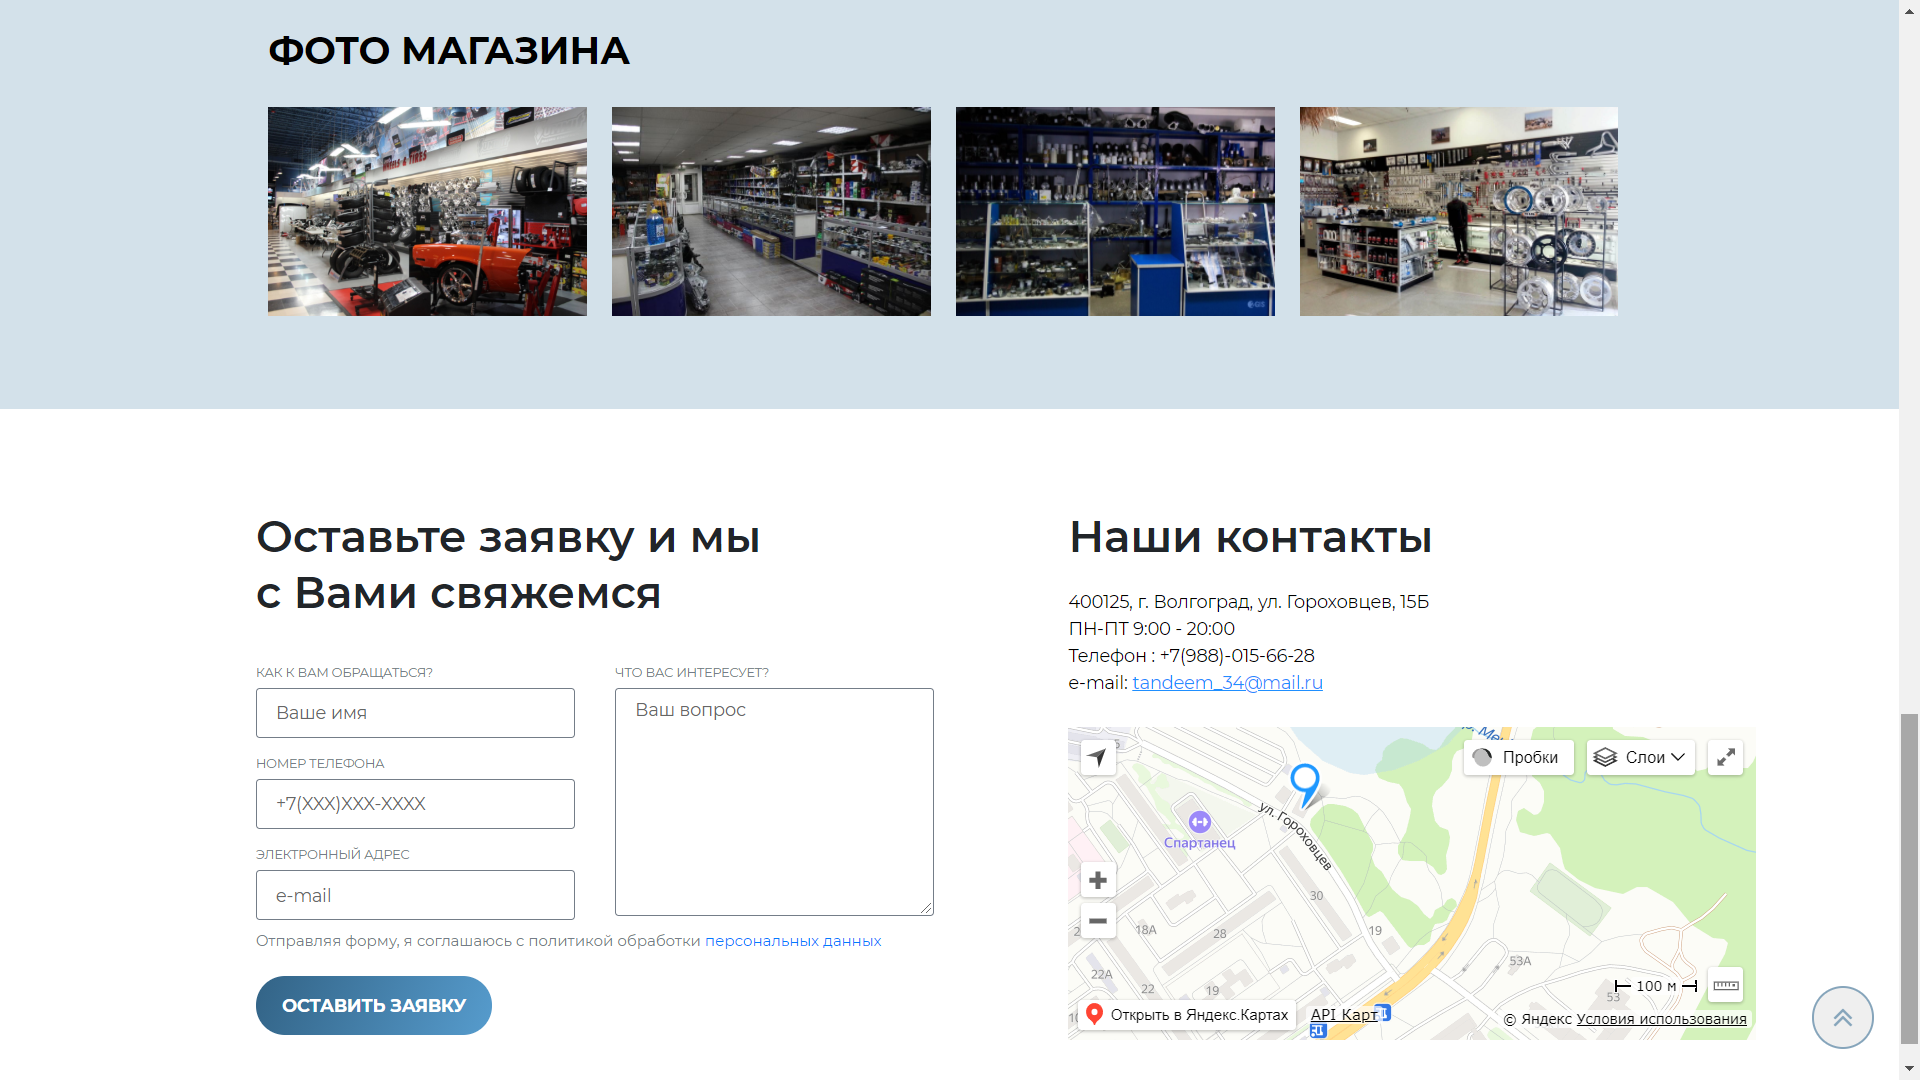 ФОТО МАГАЗИНА
WHEELS & TIRES
Оставьте заявку и мы
с Вами свяжемся
КАК К ВАМ ОБРАЩАТЬСЯ?
Ваше имя
НОМЕР ТЕЛЕФОНА
+7(XXX)XXX-XXXX
ЭЛЕКТРОННЫЙ АДРЕС
e-mail
ЧТО ВАС ИНТЕРЕСУЕТ?
Ваш вопрос
Отправляя форму, я соглашаюсь с политикой обработки персональных данных
ОСТАВИТЬ ЗАЯВКУ
Наши контакты
400125, г. Волгоград, ул. Гороховцев, 15Б
ПН-ПТ 9:00 - 20:00
Телефон : +7(988)-015-66-28
e-mail: tandeem_34@mail.ru
Пробки
Слои
ул. Гороховцев
Спартанец
30
18А
28
19
22А
22
19
53А
53
100 м
Открыть в Яндекс.Картах
API Карт
© Яндекс Условия использования